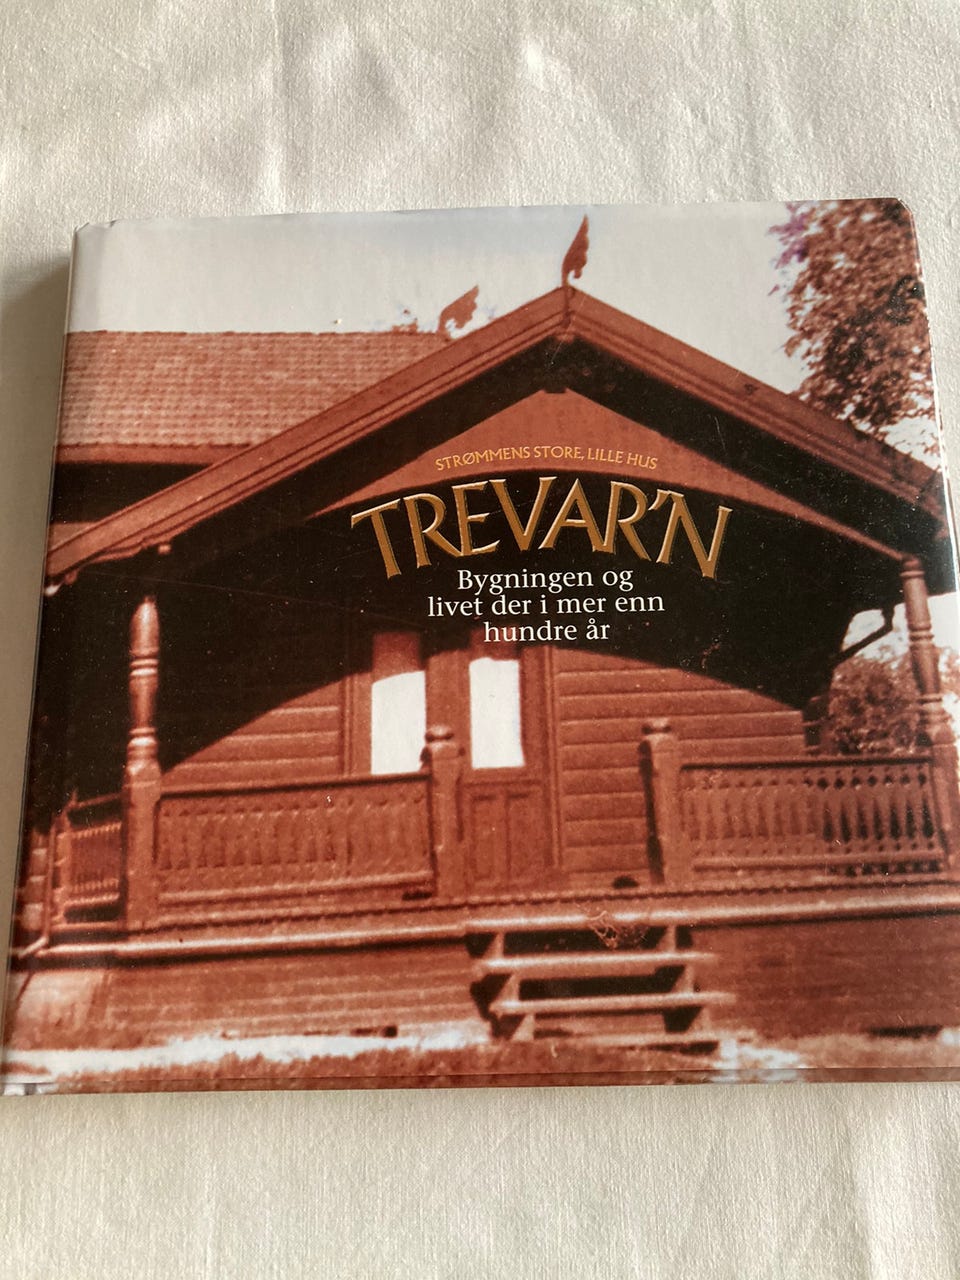 STRØMMENS STORE, LILLE HUS
TREVAR'N
Bygningen og
livet der i mer enn
hundre år